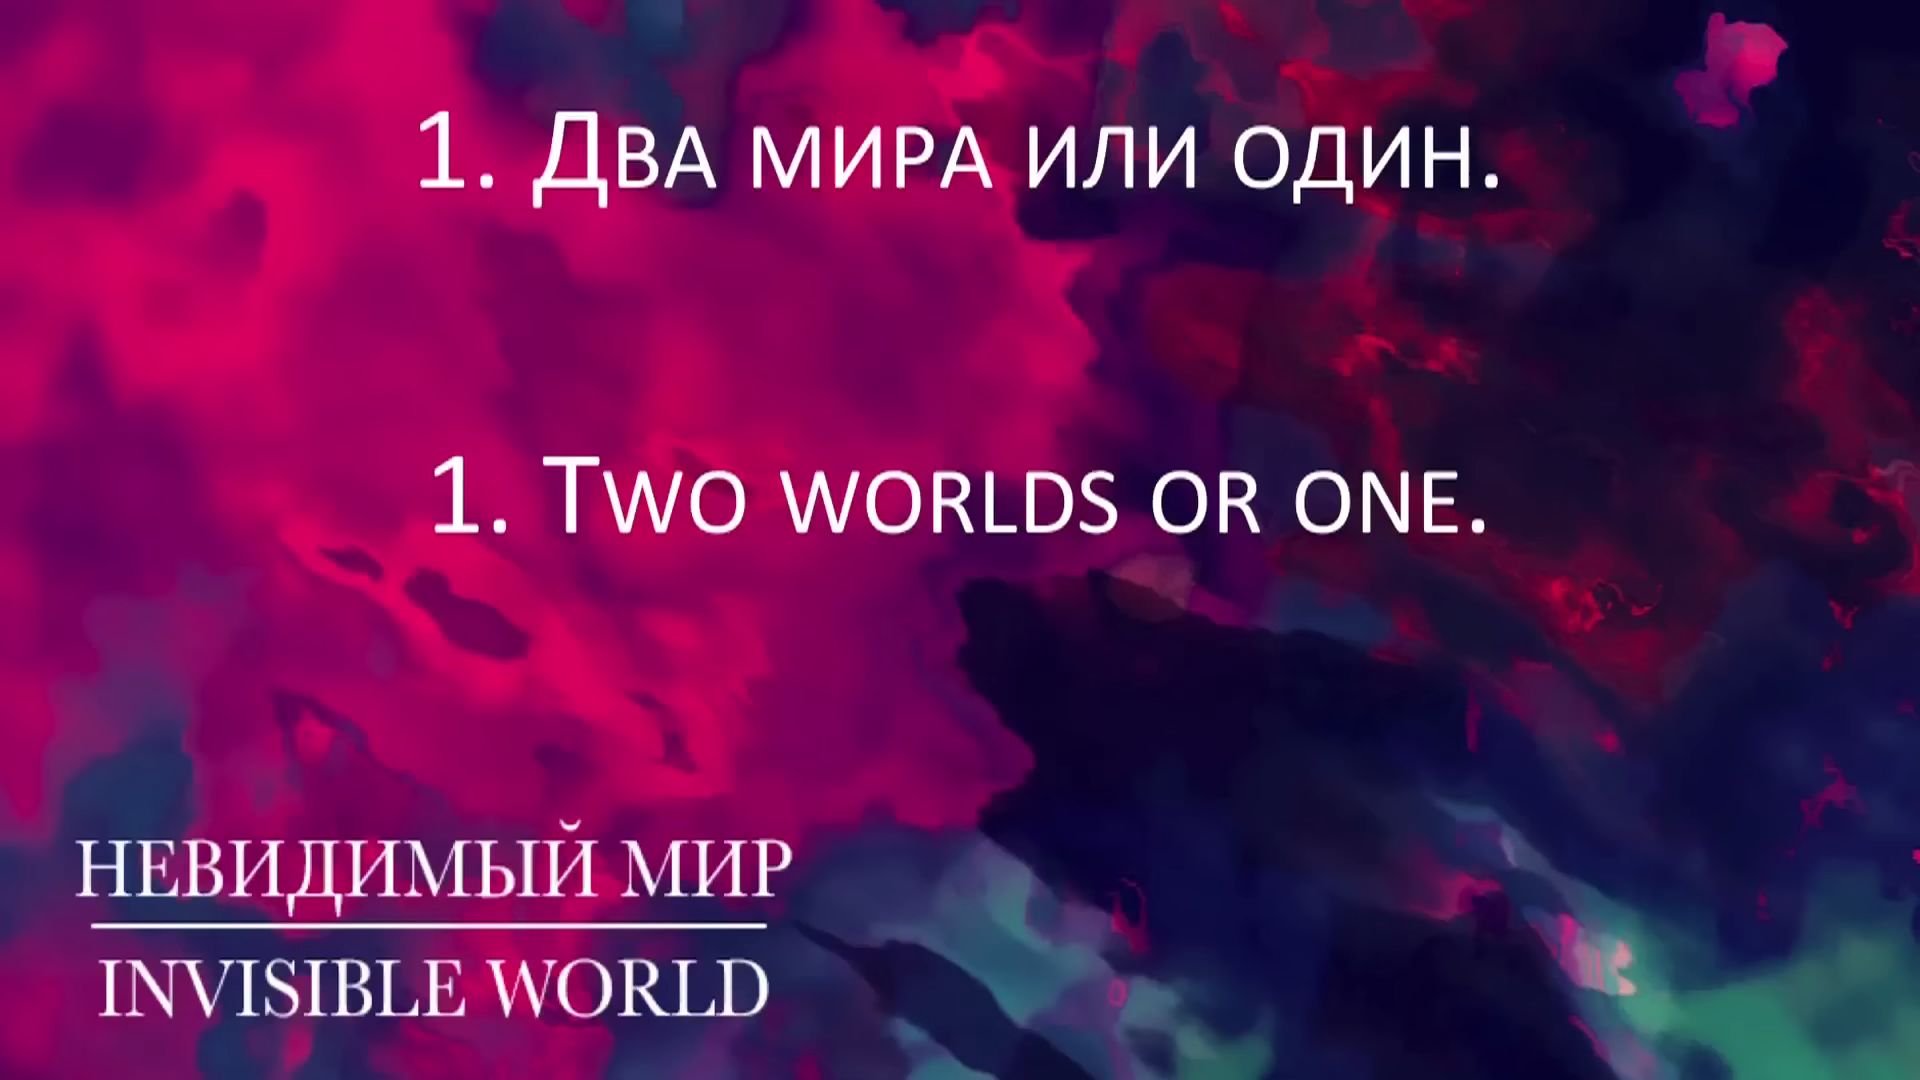 1. Два мира или один.
1. Two worlds or one.
НЕВИДИМЫЙ МИР
INVISIBLE WORLD